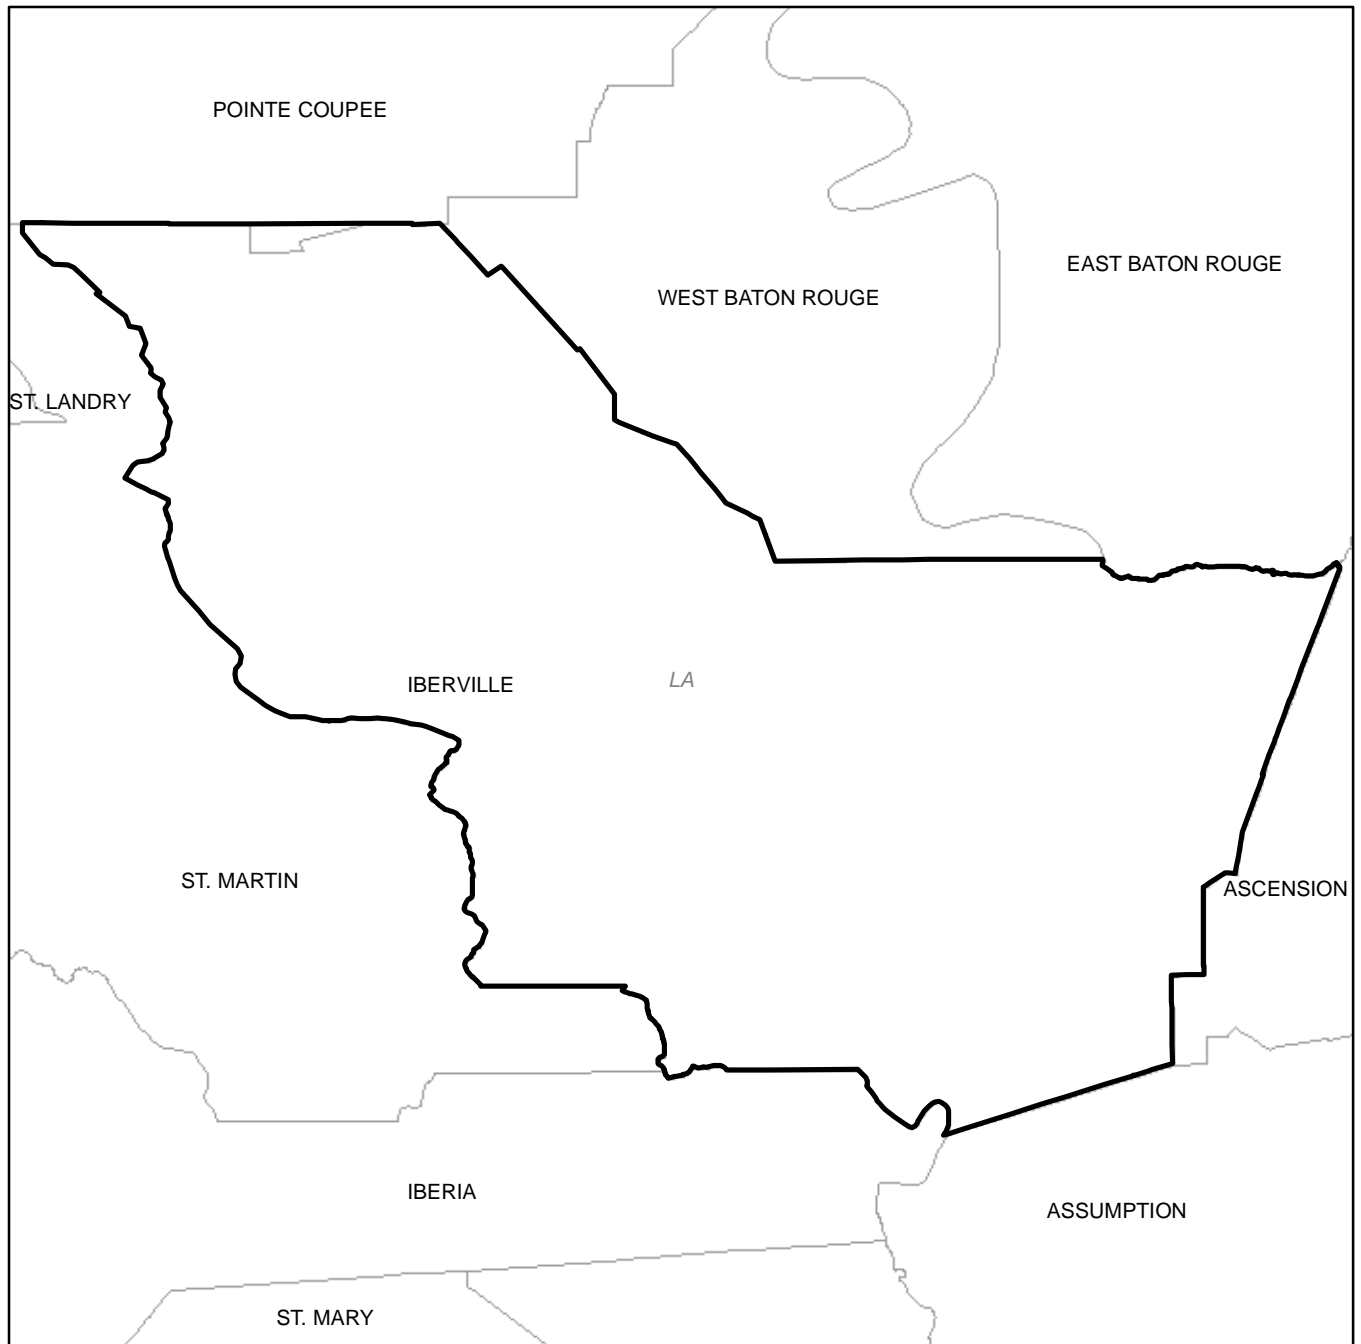 POINTE COUPEE
EAST BATON ROUGE
WEST BATON ROUGE
ST. LANDRY
LA
IBERVILLE
ST. MARTIN
ASCENSION
IBERIA
ASSUMPTION
ST. MARY